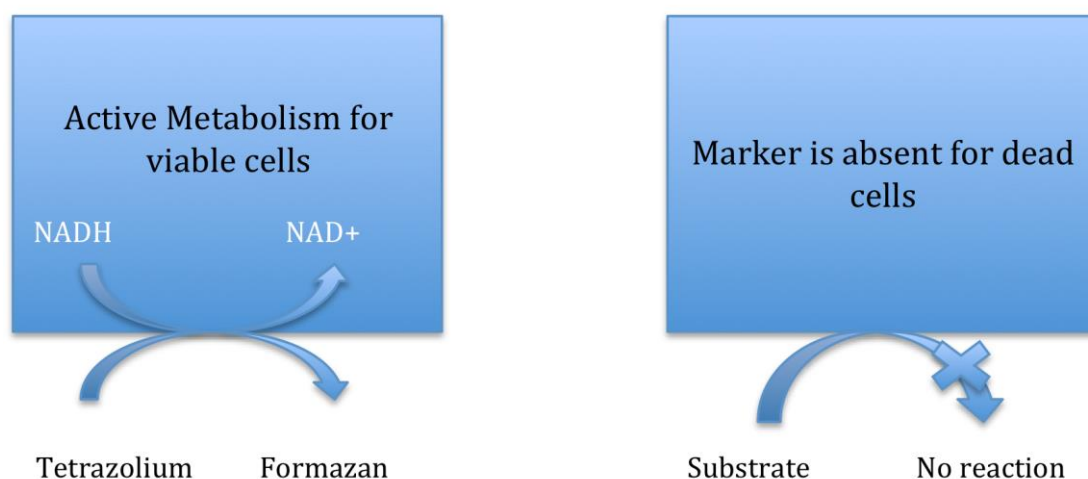 Active Metabolism for
viable cells
NADH
NAD+
Tetrazolium
Formazan
Marker is absent for dead
cells
Substrate
No reaction